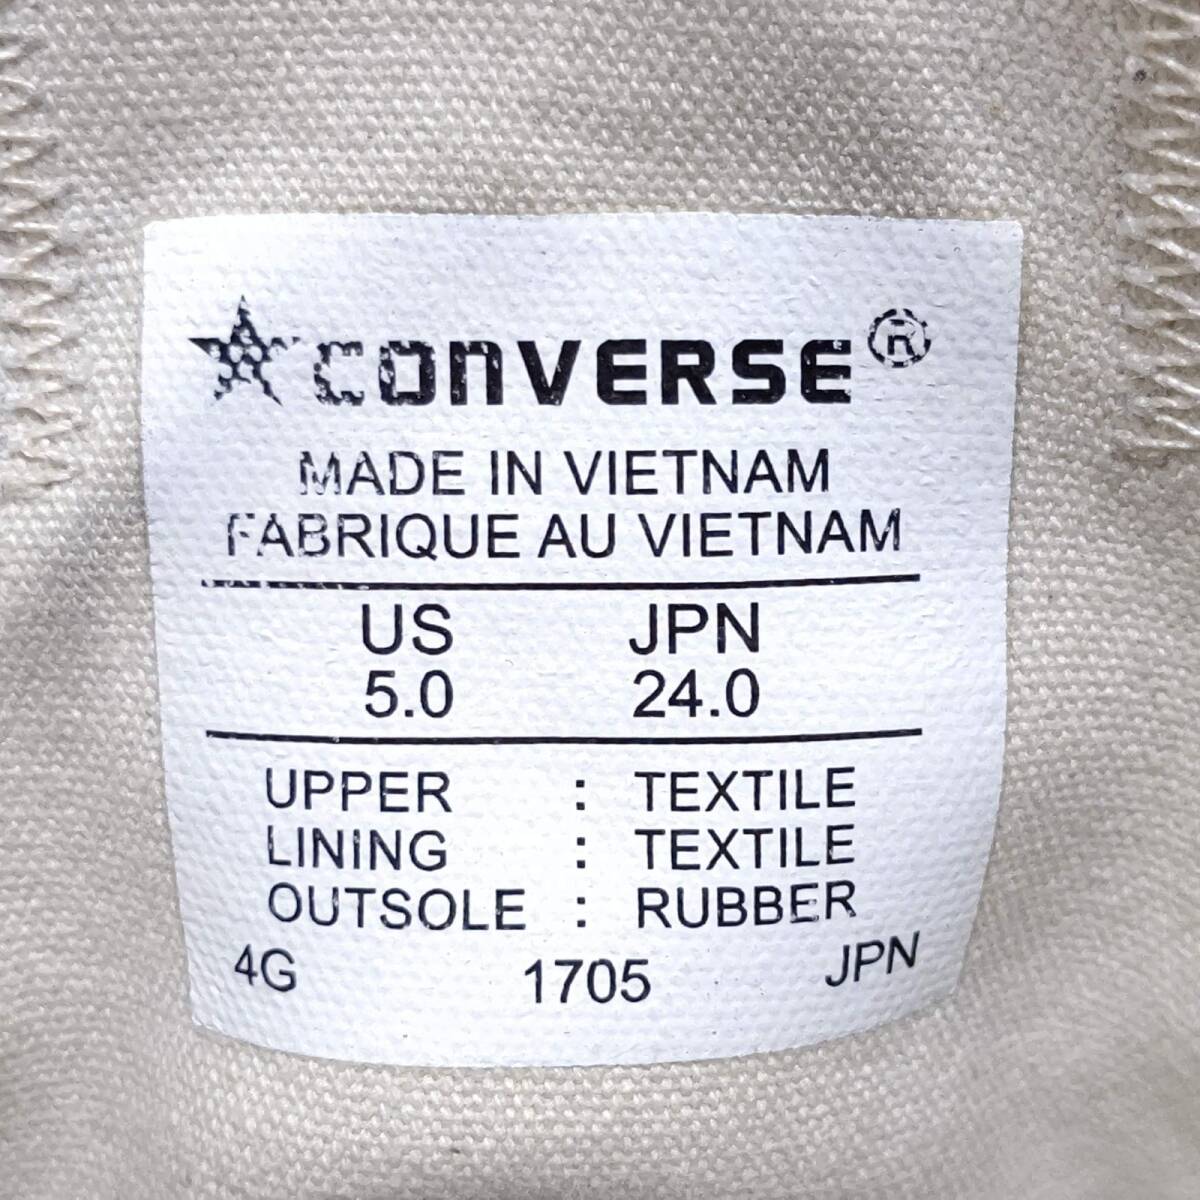 CONVERSE®
MADE IN VIETNAM
FABRIQUE AU VIETNAM
US JPN
5.0 24.0
UPPER : TEXTILE
LINING : TEXTILE
OUTSOLE : RUBBER
4G 1705 JPN